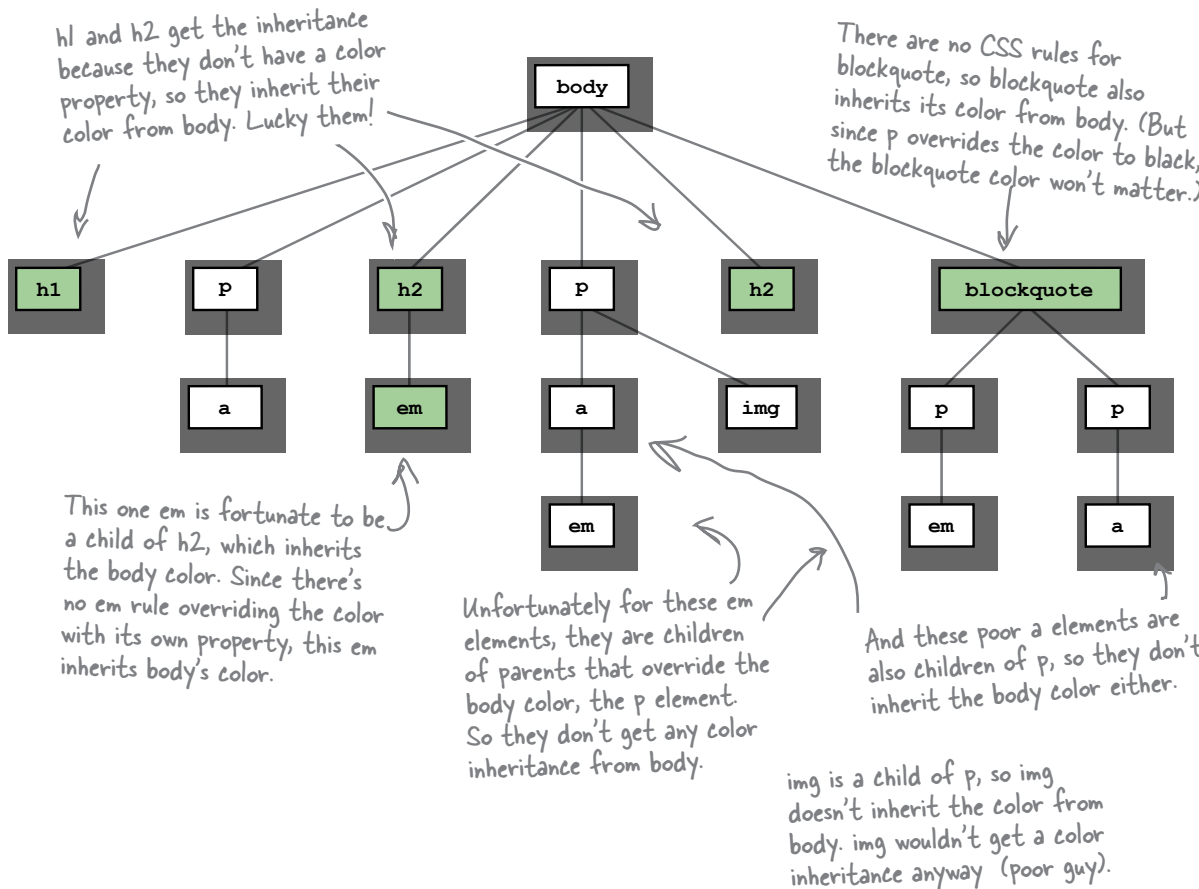 h1 and h2 get the inheritance
because they don't have a color
property, so they inherit their
color from body. Lucky them!
There are no CSS rules for
blockquote, so blockquote also
inherits its color from body. (But
since p overrides the color to black,
the blockquote color won't matter.)
body
h1
p
h2
p
h2
blockquote
a
em
a
img
p
p
em
em
a
This one em is fortunate to be
a child of h2, which inherits
the body color. Since there's
no em rule overriding the color
with its own property, this em
inherits body's color.
Unfortunately for these em
elements, they are children
of parents that override the
body color, the p element.
So they don't get any color
inheritance from body.
And these poor a elements are
also children of p, so they don't
inherit the body color either.
img is a child of p, so img
doesn't inherit the color from
body. img wouldn't get a color
inheritance anyway (poor guy).